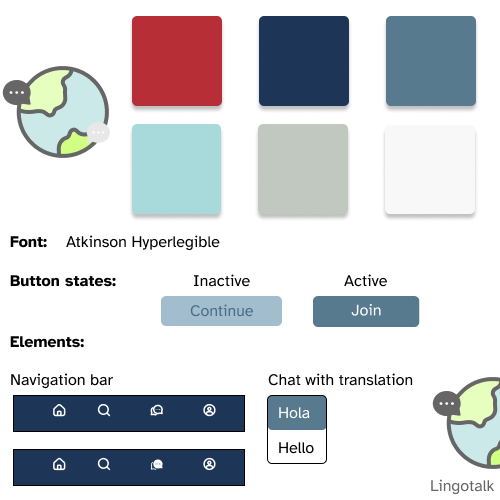 Font: Atkinson Hyperlegible
Button states: Inactive Active
Continue Join
Elements:
Navigation bar Chat with translation
Hola
Hello
Lingotalk